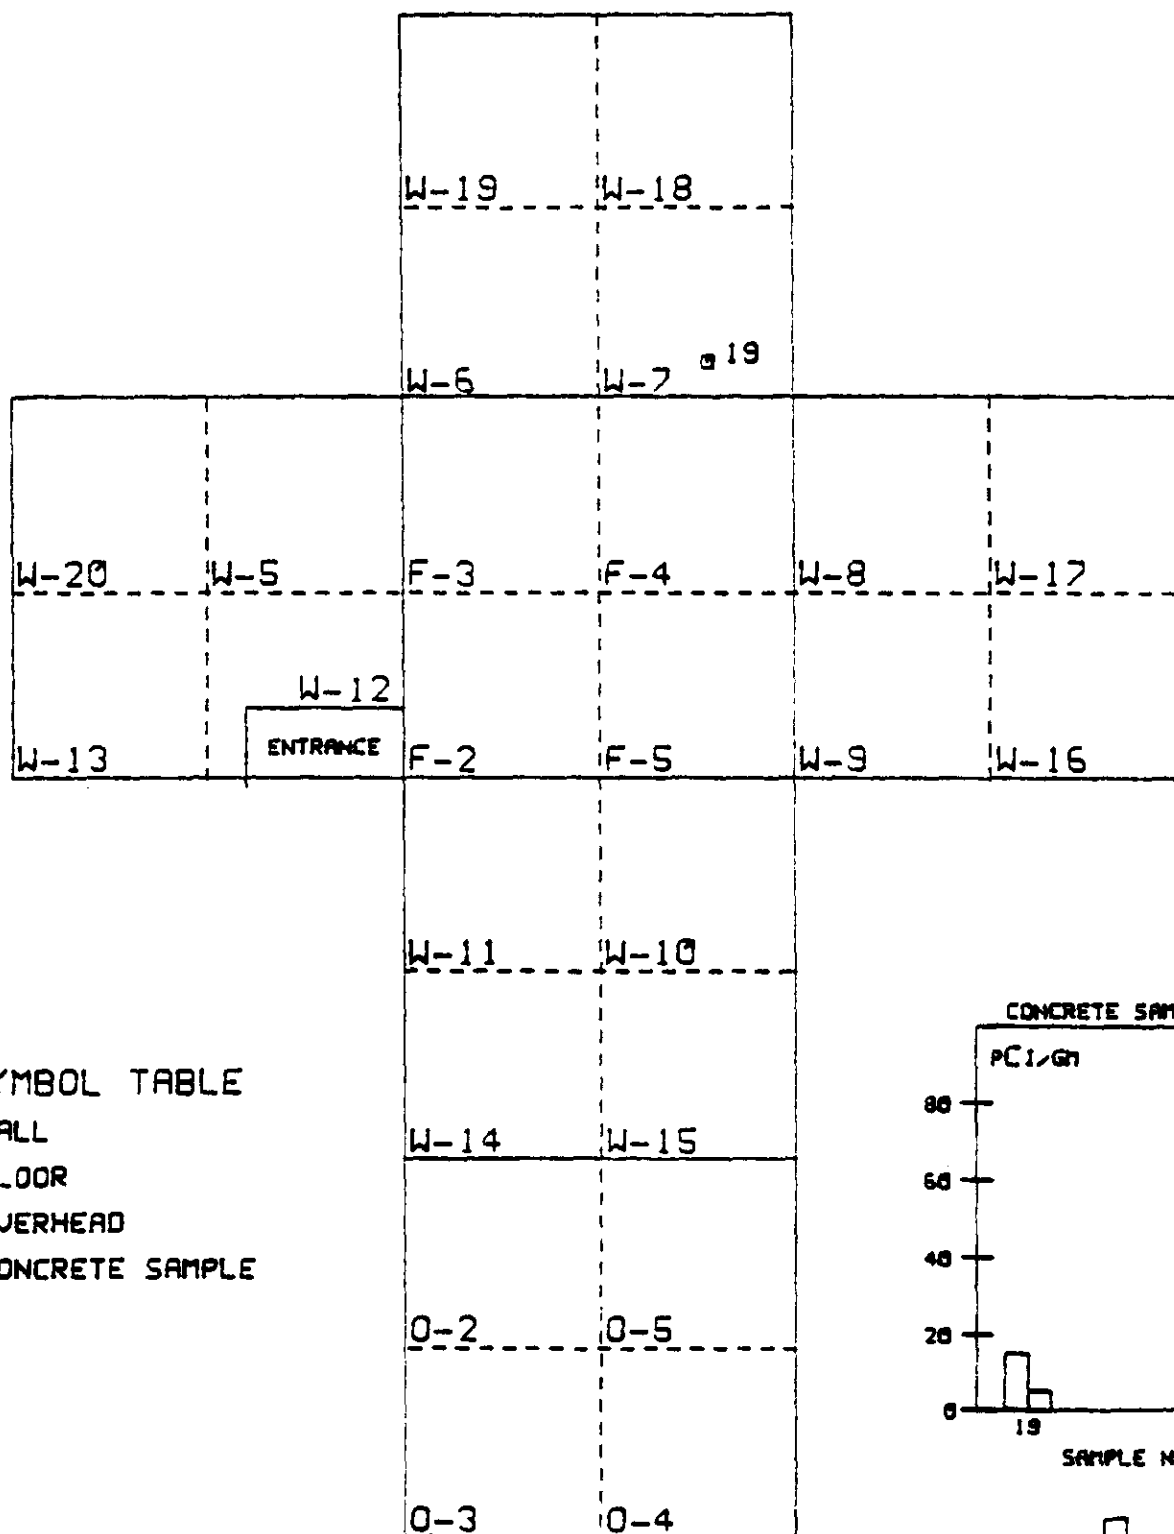 W-19 W-18
19
W-6 W-7
W-20 W-5 F-3 F-4 W-8 W-17
W-12
ENTRANCE
W-13 F-2 F-5 W-9 W-16
W-11 W-10
CONCRETE SAM
PCI/GM
YMBOL TABLE
80
ALL
W-14 W-15
LOOR
60
VERHEAD
40
ONCRETE SAMPLE
O-2 O-5
20
0
19
SAMPLE N
O-3 O-4